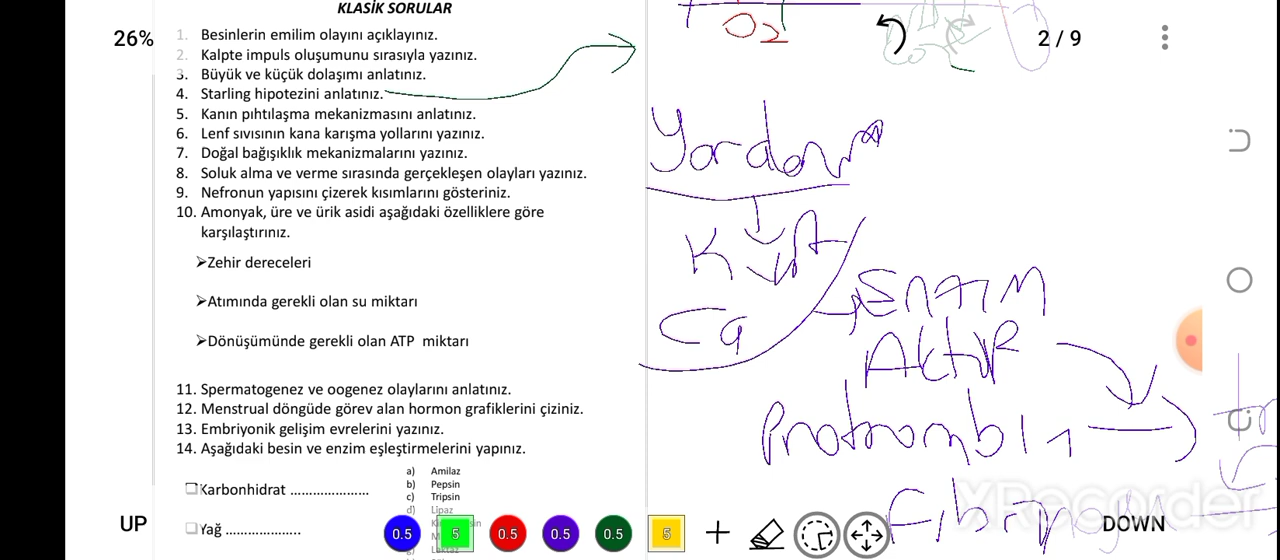 KLASİK SORULAR
26%
2 / 9
1. Besinlerin emilim olayını açıklayınız.
2. Kalpte impuls oluşumunu sırasıyla yazınız.
3. Büyük ve küçük dolaşımı anlatınız.
4. Starling hipotezini anlatınız.
5. Kanın pıhtılaşma mekanizmasını anlatınız.
6. Lenf sıvısının kana karışma yollarını yazınız.
7. Doğal bağışıklık mekanizmalarını yazınız.
8. Soluk alma ve verme sırasında gerçekleşen olayları yazınız.
9. Nefronun yapısını çizerek kısımlarını gösteriniz.
10. Amonyak, üre ve ürik asidi aşağıdaki özelliklere göre
karşılaştırınız.
➤Zehir dereceleri
➤Atımında gerekli olan su miktarı
➤Dönüşümünde gerekli olan ATP miktarı
11. Spermatogenez ve oogenez olaylarını anlatınız.
12. Menstrual döngüde görev alan hormon grafiklerini çiziniz.
13. Embriyonik gelişim evrelerini yazınız.
14. Aşağıdaki besin ve enzim eşleştirmelerini yapınız.
a) Amilaz
b) Pepsin
c) Tripsin
d) Lipaz
❑Karbonhidrat .....................
❑Yağ ....................
O2
K
Ca
Aktif
Protrombin
UP
0.5
5
0.5
0.5
0.5
5
DOWN
XRecorder